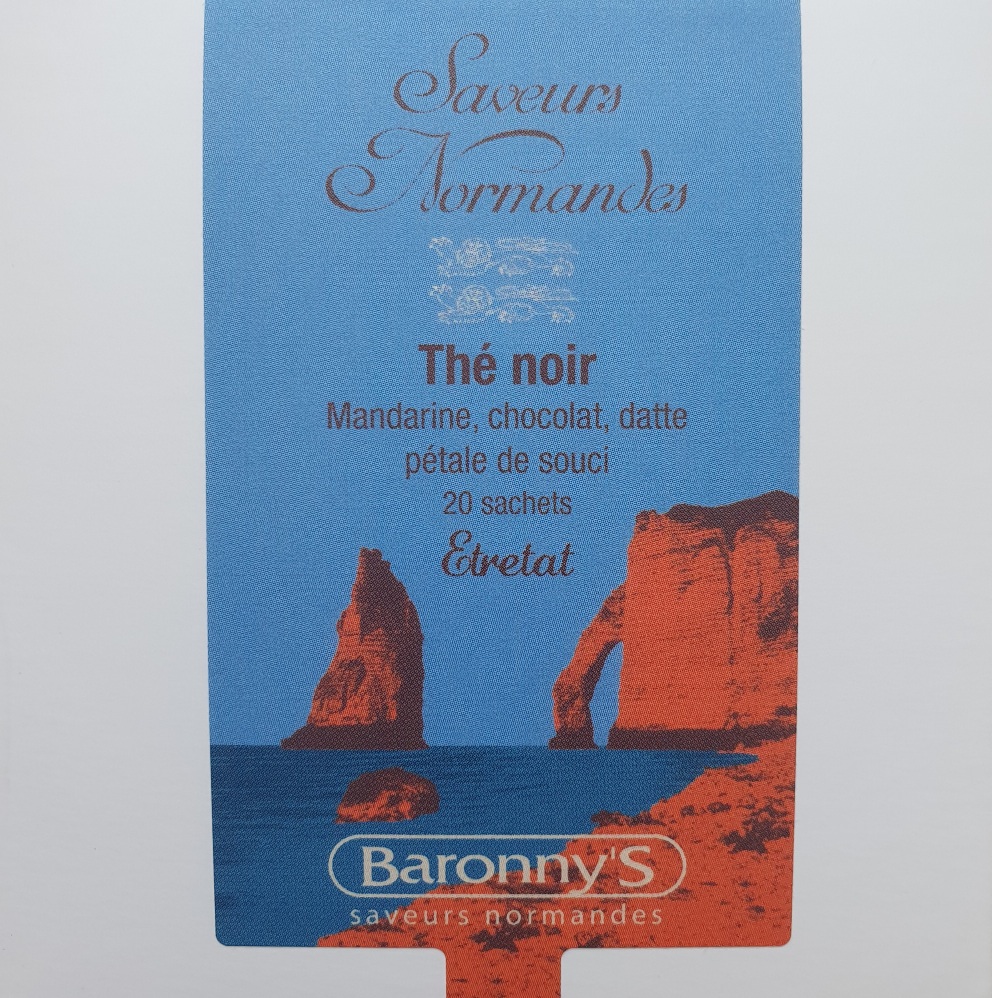 Saveurs
Normandes
Thé noir
Mandarine, chocolat, datte
pétale de souci
20 sachets
Etretat
Baronny'S
saveurs normandes